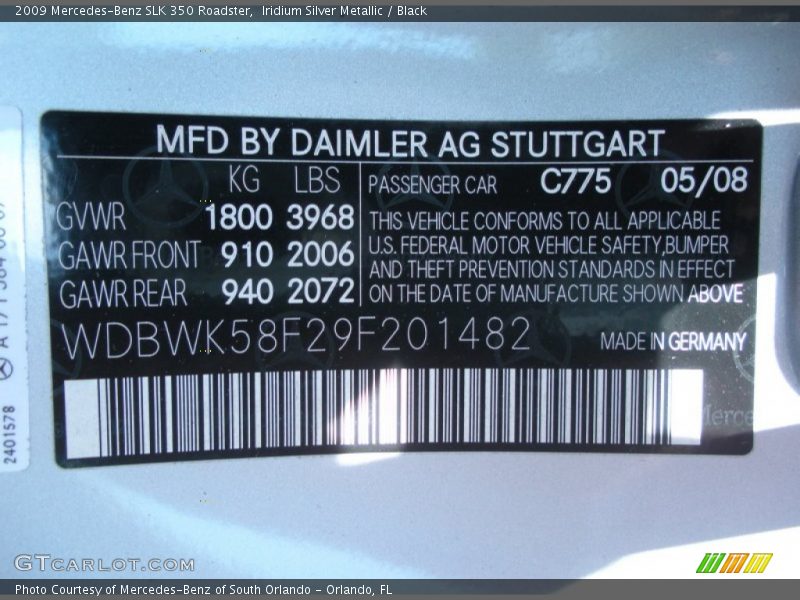 2009 Mercedes-Benz SLK 350 Roadster,  Iridium Silver Metallic / Black
MFD BY DAIMLER AG STUTTGART
KG LBS
GVWR 1800 3968
GAWR FRONT 910 2006
GAWR REAR 940 2072
PASSENGER CAR C775 05/08
THIS VEHICLE CONFORMS TO ALL APPLICABLE
U.S. FEDERAL MOTOR VEHICLE SAFETY,BUMPER
AND THEFT PREVENTION STANDARDS IN EFFECT
ON THE DATE OF MANUFACTURE SHOWN ABOVE
WDBWK58F29F201482 MADE IN GERMANY
2401578
GTCARLOT.COM
Photo Courtesy of Mercedes-Benz of South Orlando - Orlando, FL